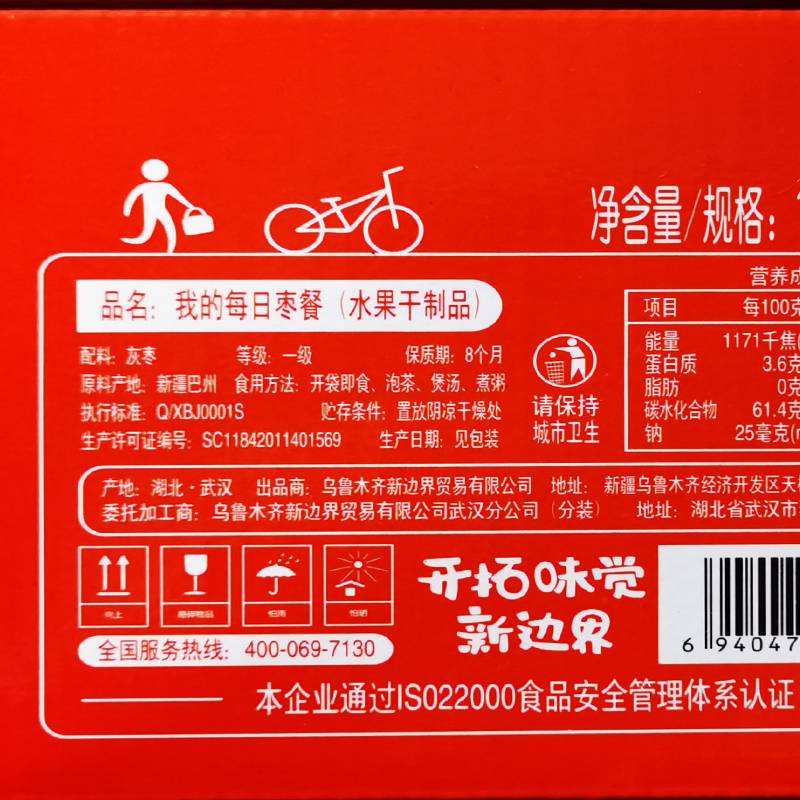 净含量/规格：
品名：我的每日枣餐（水果干制品）
配料：灰枣 等级：一级 保质期：8个月
原料产地：新疆巴州 食用方法：开袋即食、泡茶、煲汤、煮粥
执行标准：Q/XBJ0001S 贮存条件：置放阴凉干燥处
生产许可证编号：SC11842011401569 生产日期：见包装
请保持
城市卫生
营养成
项目 每100克
能量 1171千焦(
蛋白质 3.6克
脂肪 0克
碳水化合物 61.4克
钠 25毫克(m
产地：湖北·武汉 出品商：乌鲁木齐新边界贸易有限公司 地址：新疆乌鲁木齐经济开发区天
委托加工商：乌鲁木齐新边界贸易有限公司武汉分公司（分装） 地址：湖北省武汉市
向上 易碎物品 怕雨 怕晒
开拓味觉
新边界
6 94047
全国服务热线：400-069-7130
本企业通过ISO22000食品安全管理体系认证